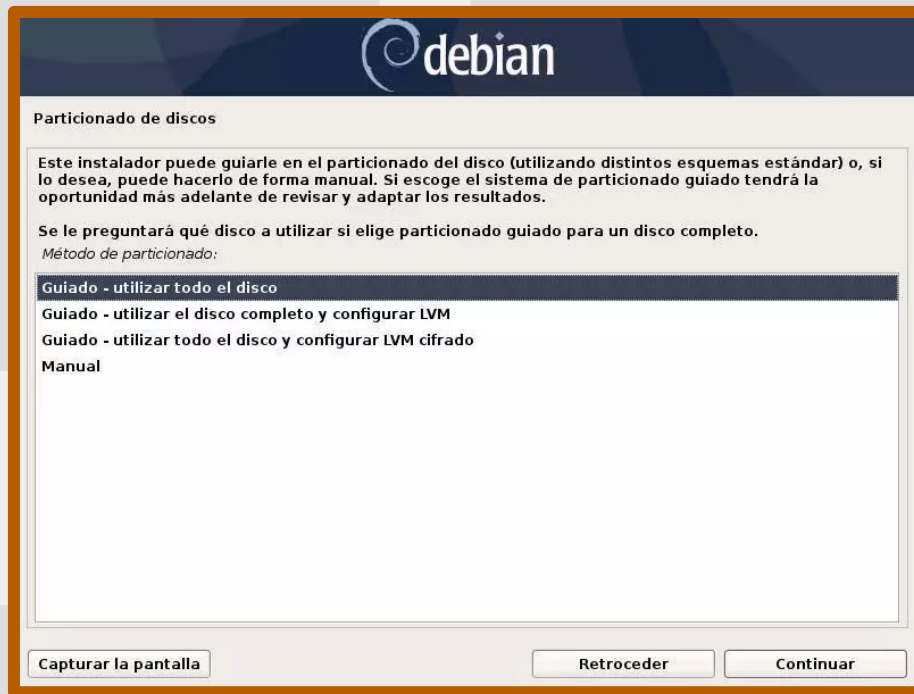 debian
Particionado de discos
Este instalador puede guiarle en el particionado del disco (utilizando distintos esquemas estándar) o, si
lo desea, puede hacerlo de forma manual. Si escoge el sistema de particionado guiado tendrá la
oportunidad más adelante de revisar y adaptar los resultados.
Se le preguntará qué disco a utilizar si elige particionado guiado para un disco completo.
Método de particionado:
Guiado - utilizar todo el disco
Guiado - utilizar el disco completo y configurar LVM
Guiado - utilizar todo el disco y configurar LVM cifrado
Manual
Capturar la pantalla
Retroceder
Continuar